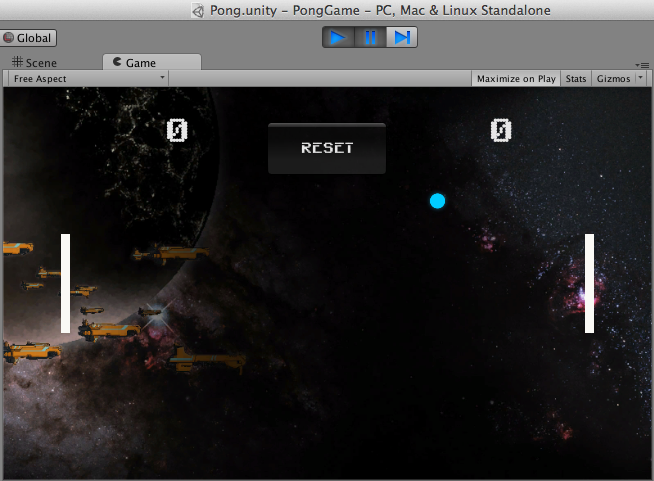 Pong.unity - PongGame - PC, Mac & Linux Standalone
Global
Scene Game
Free Aspect Maximize on Play Stats Gizmos
0 0
RESET